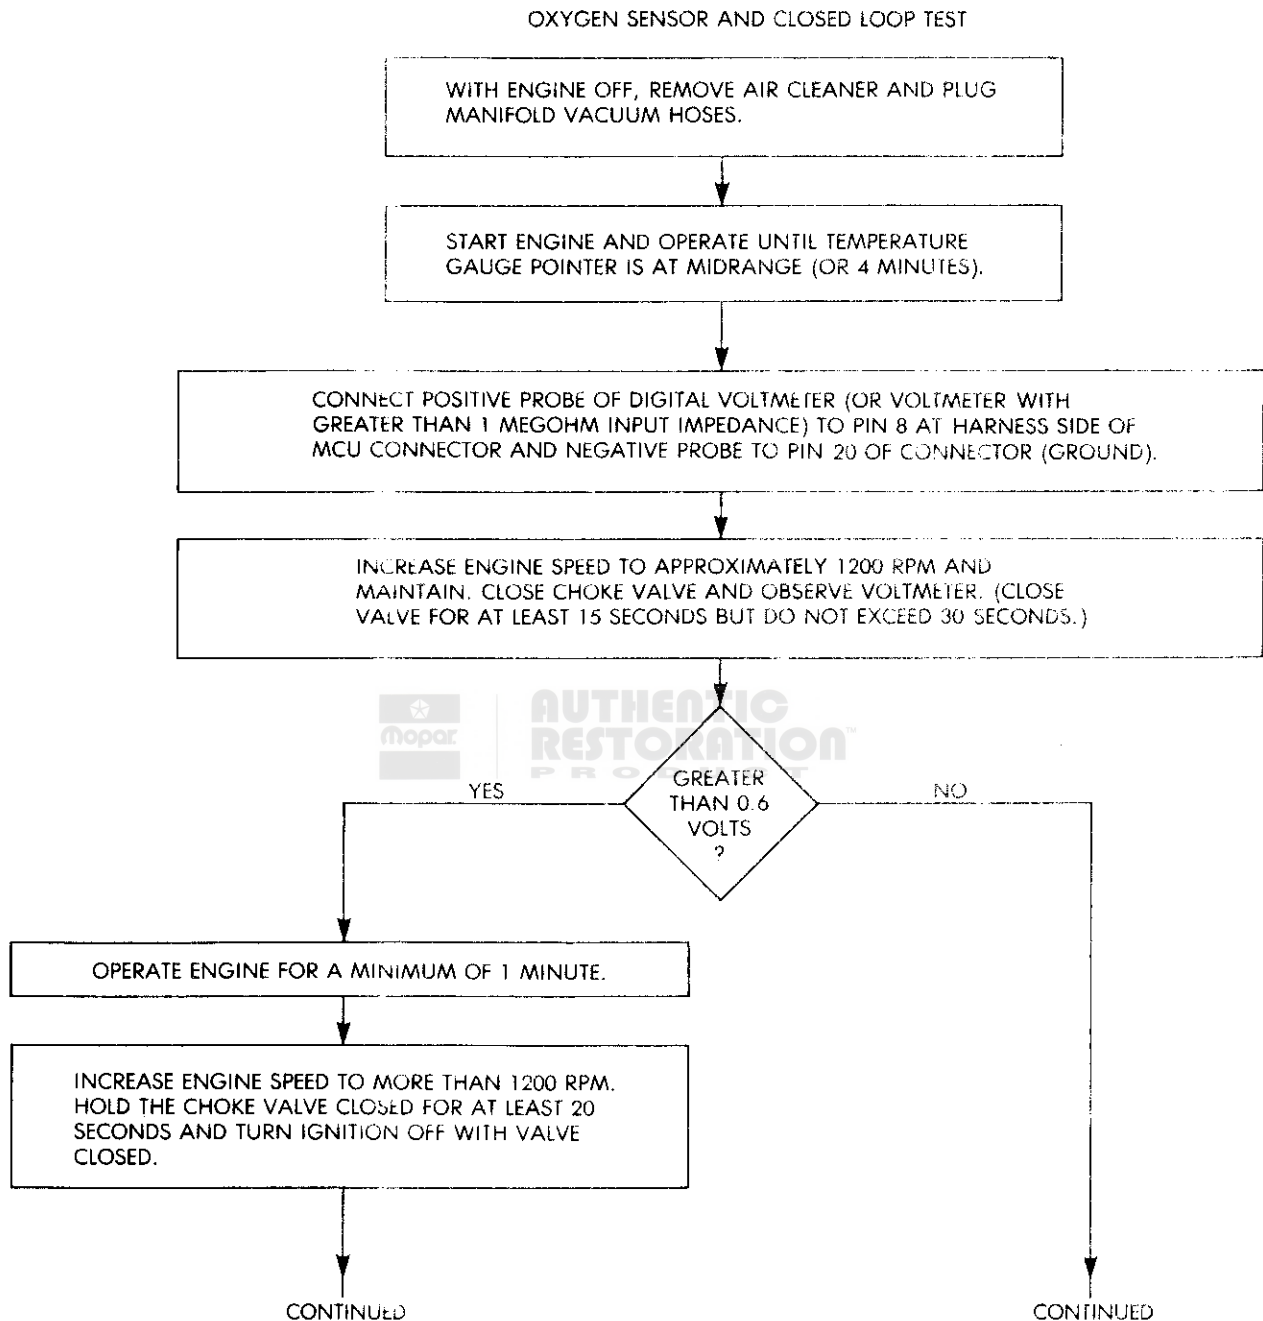 OXYGEN SENSOR AND CLOSED LOOP TEST
WITH ENGINE OFF, REMOVE AIR CLEANER AND PLUG
MANIFOLD VACUUM HOSES.
START ENGINE AND OPERATE UNTIL TEMPERATURE
GAUGE POINTER IS AT MIDRANGE (OR 4 MINUTES).
CONNECT POSITIVE PROBE OF DIGITAL VOLTMETER (OR VOLTMETER WITH
GREATER THAN 1 MEGOHM INPUT IMPEDANCE) TO PIN 8 AT HARNESS SIDE OF
MCU CONNECTOR AND NEGATIVE PROBE TO PIN 20 OF CONNECTOR (GROUND).
INCREASE ENGINE SPEED TO APPROXIMATELY 1200 RPM AND
MAINTAIN. CLOSE CHOKE VALVE AND OBSERVE VOLTMETER. (CLOSE
VALVE FOR AT LEAST 15 SECONDS BUT DO NOT EXCEED 30 SECONDS.)
Mopar
AUTHENTIC
RESTORATION™
PRODUCT
GREATER
THAN 0.6
VOLTS
?
YES
NO
OPERATE ENGINE FOR A MINIMUM OF 1 MINUTE.
INCREASE ENGINE SPEED TO MORE THAN 1200 RPM.
HOLD THE CHOKE VALVE CLOSED FOR AT LEAST 20
SECONDS AND TURN IGNITION OFF WITH VALVE
CLOSED.
CONTINUED
CONTINUED